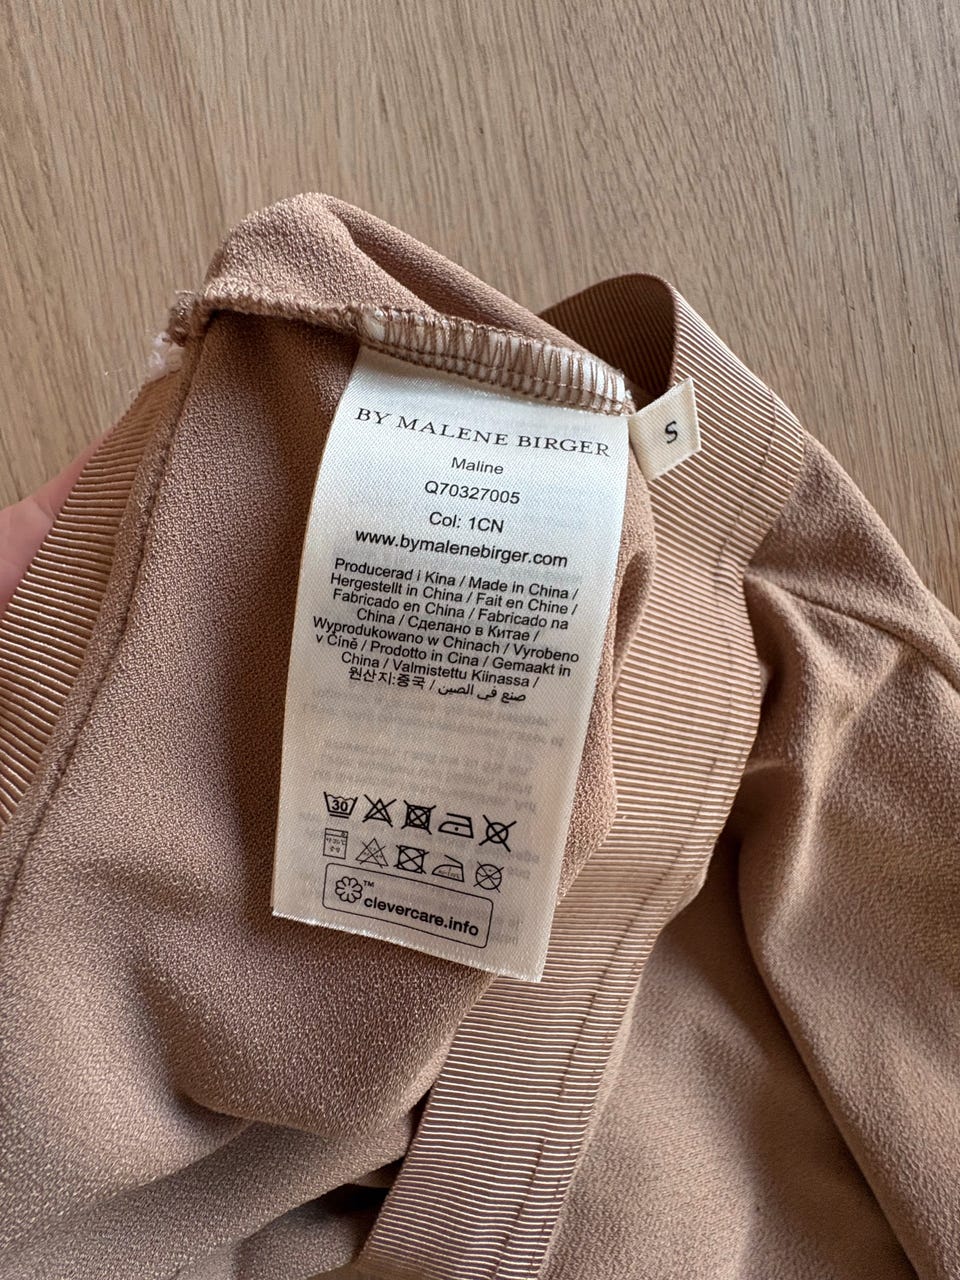 BY MALENE BIRGER
S
Maline
Q70327005
Col: 1CN
www.bymalenebirger.com
Producerad i Kina / Made in China /
Hergestellt in China / Fait en Chine /
Fabricado en China / Fabricado na
China / Сделано в Китае /
Wyprodukowano w Chinach / Vyrobeno
v Číně / Prodotto in Cina / Gemaakt in
China / Valmistettu Kiinassa /
원산지:중국 / صنع في الصين
30
™
clevercare.info